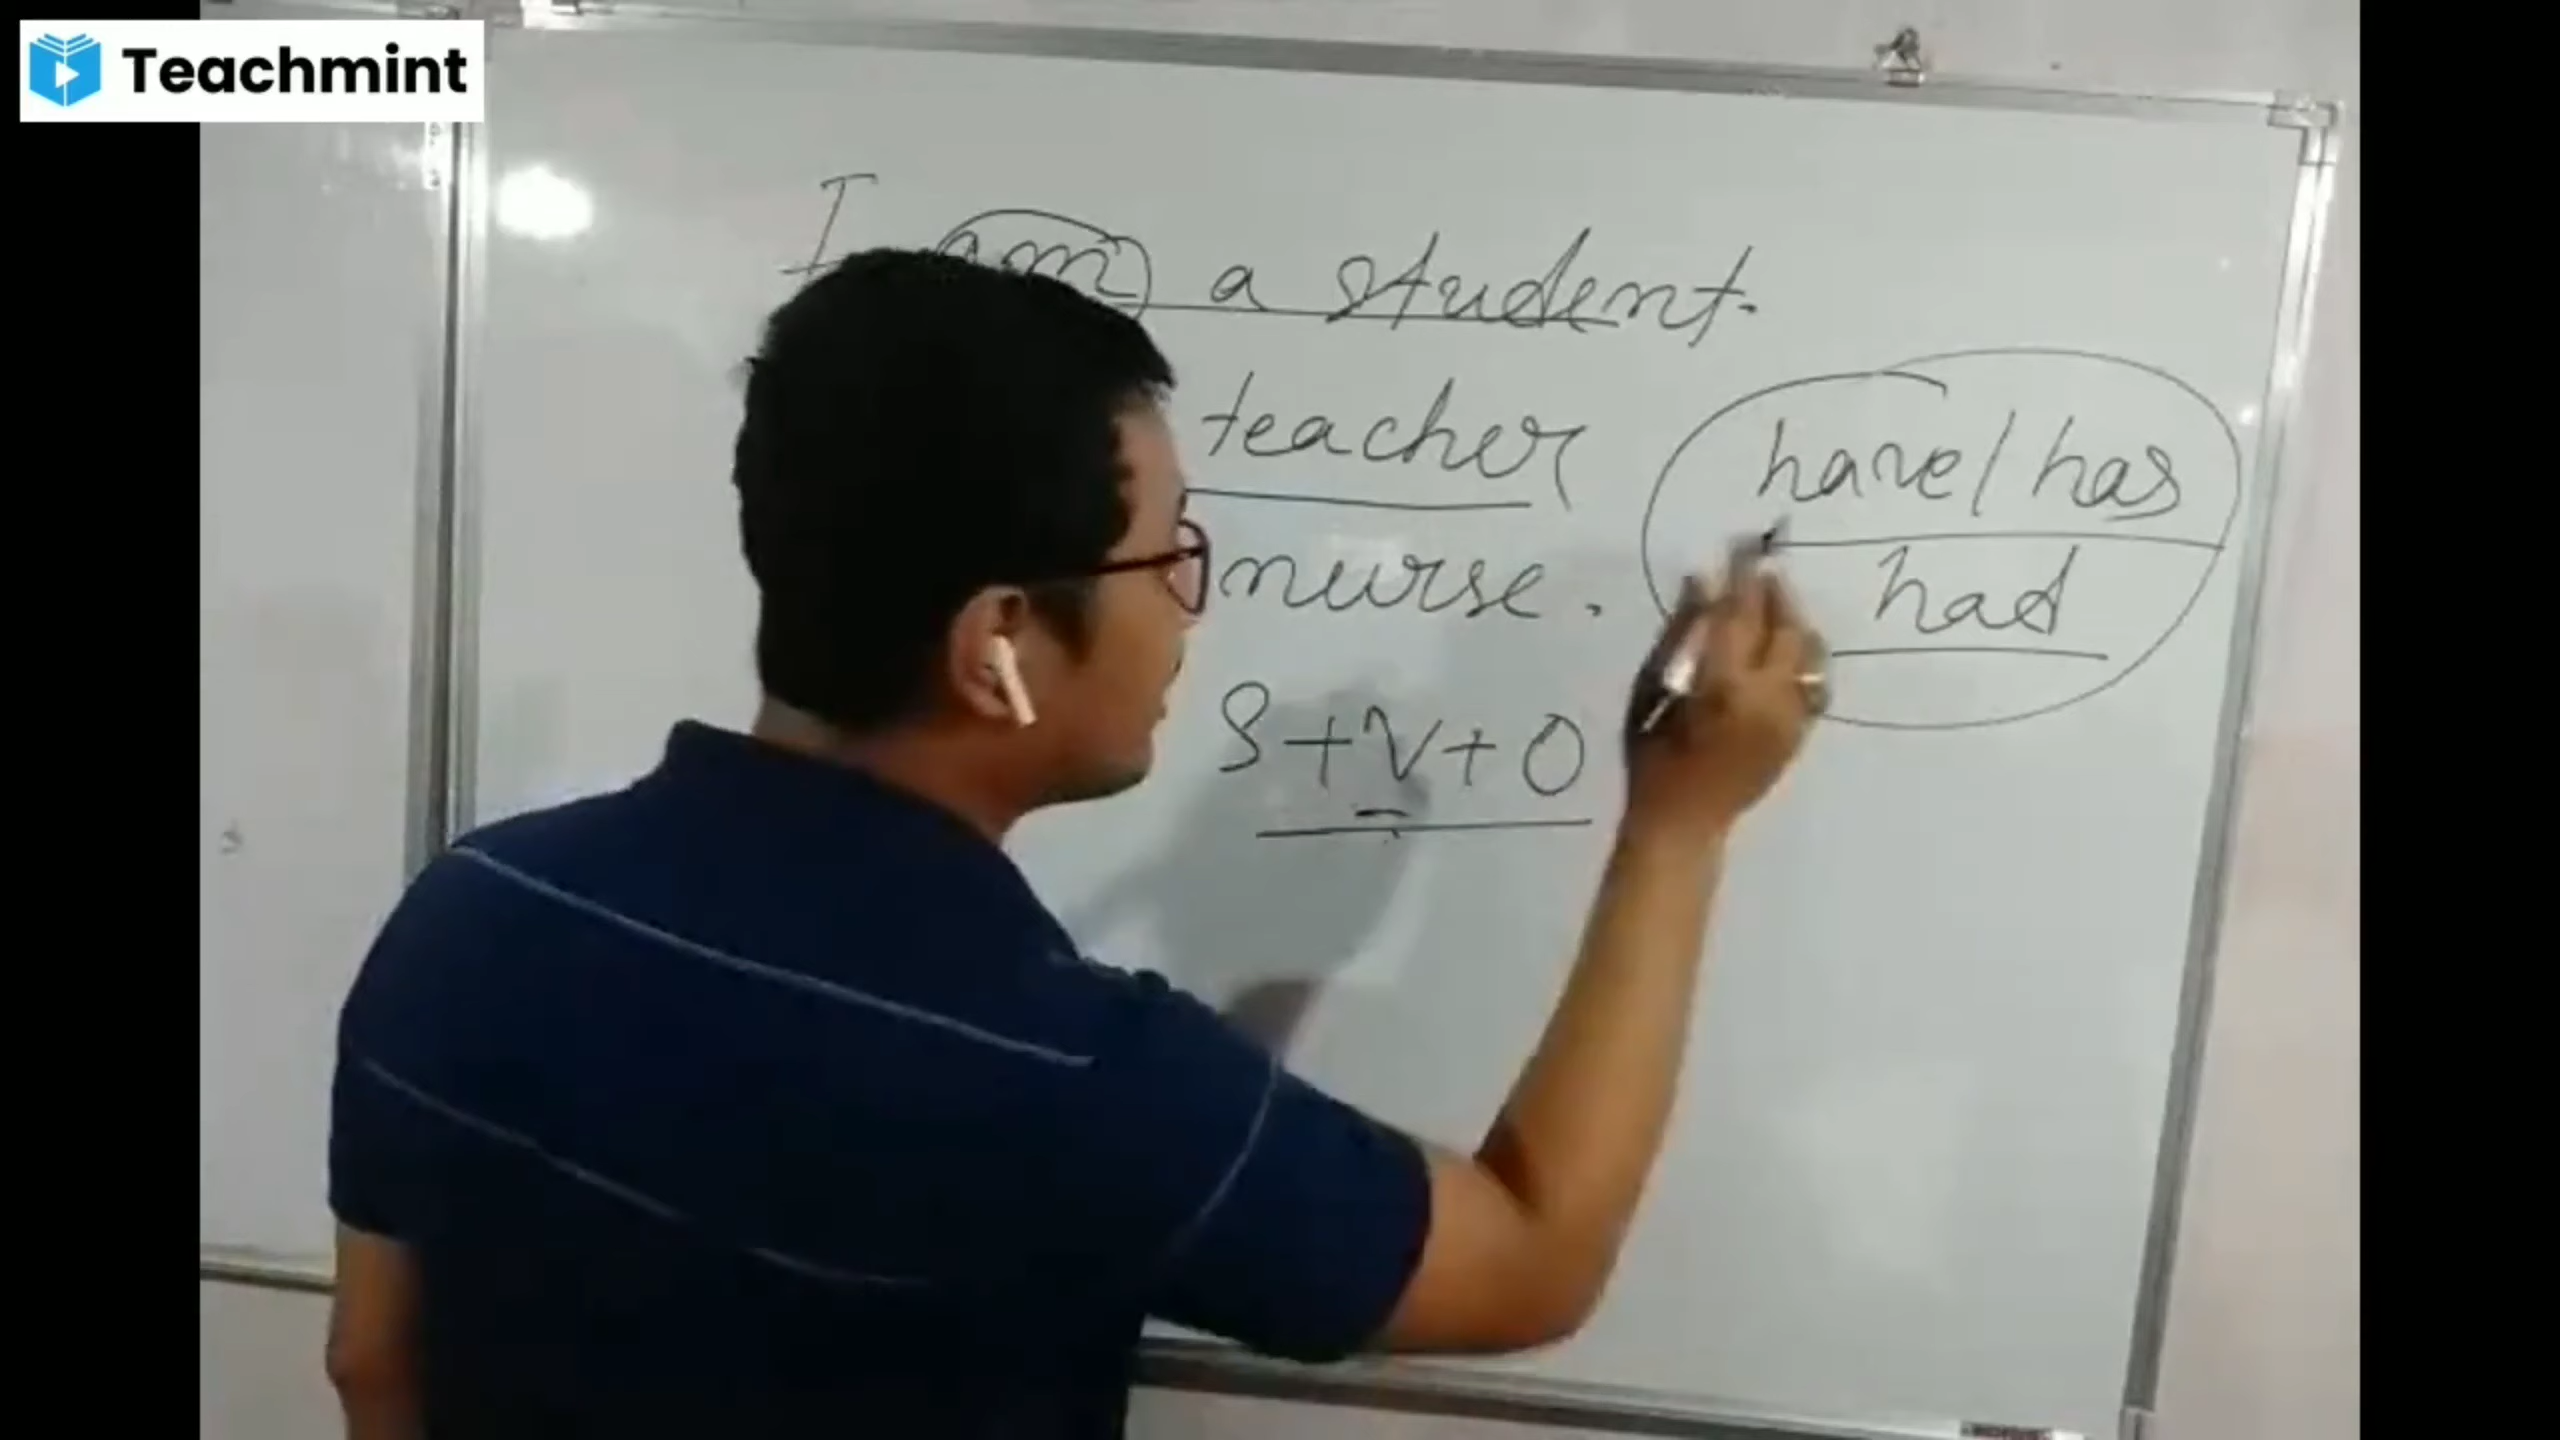 Teachmint
I am a student.
teacher
have/has
nurse.
had
S+V+O